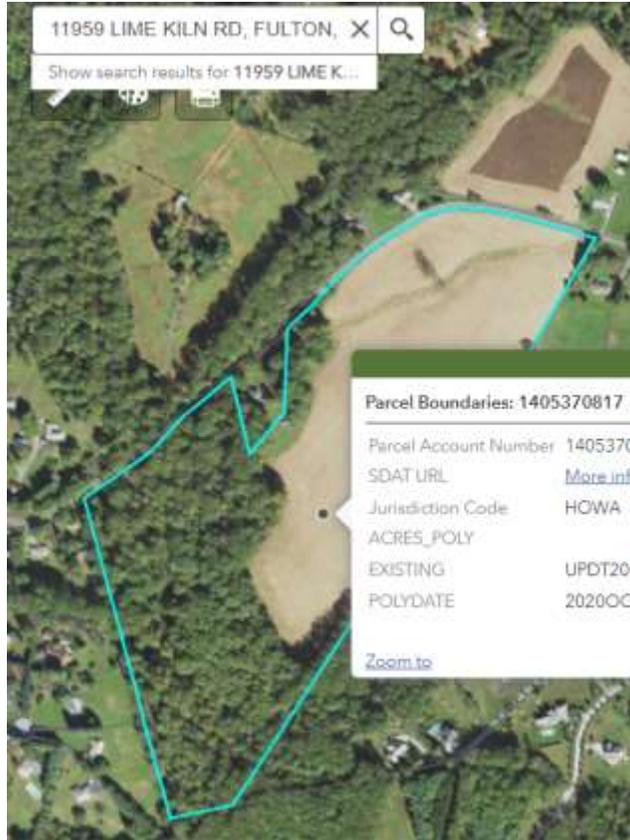 11959 LIME KILN RD, FULTON,
Show search results for 11959 LIME K...
Parcel Boundaries: 1405370817
Parcel Account Number 140537
SDAT URL More inf
Jurisdiction Code HOWA
ACRES_POLY
EXISTING UPDT20
POLYDATE 2020OC
Zoom to